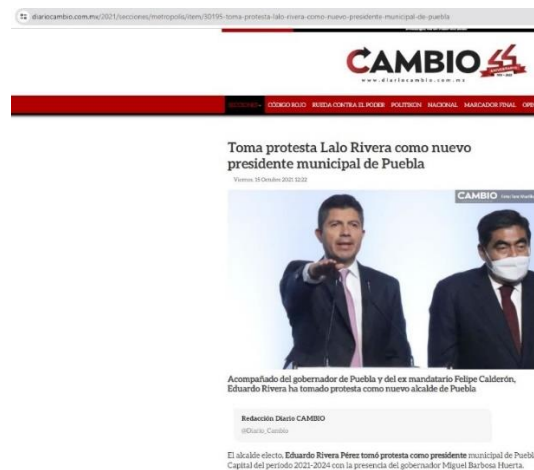 diariocambio.com.mx/2021/secciones/metropolis/item/30195-toma-protesta-lalo-rivera-como-nuevo-presidente-municipal-de-puebla
CAMBIO
www.diariocambio.com.mx
SECCIONES CÓDIGO ROJO RUEDA CONTRA EL PODER POLITIKON NACIONAL MARCADOR FINAL
Toma protesta Lalo Rivera como nuevo
presidente municipal de Puebla
Viernes, 15 Octubre 2021 12:22
CAMBIO
Acompañado del gobernador de Puebla y del ex mandatario Felipe Calderón,
Eduardo Rivera ha tomado protesta como nuevo alcalde de Puebla
Redacción Diario CAMBIO
@Diario_Cambio
El alcalde electo, Eduardo Rivera Pérez tomó protesta como presidente municipal de Puebl
Capital del periodo 2021-2024 con la presencia del gobernador Miguel Barbosa Huerta.